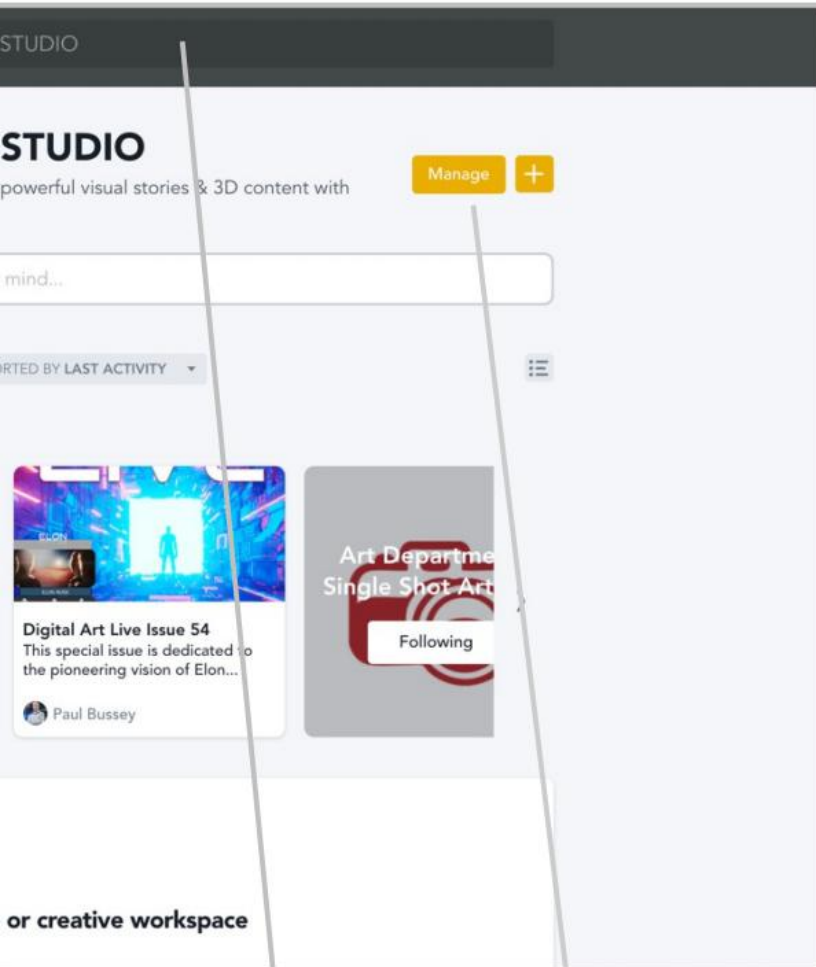 STUDIO
STUDIO
powerful visual stories & 3D content with
Manage
mind...
RTED BY LAST ACTIVITY
ELON
Digital Art Live Issue 54
This special issue is dedicated to
the pioneering vision of Elon...
Paul Bussey
Art Departme
Single Shot Art
Following
or creative workspace